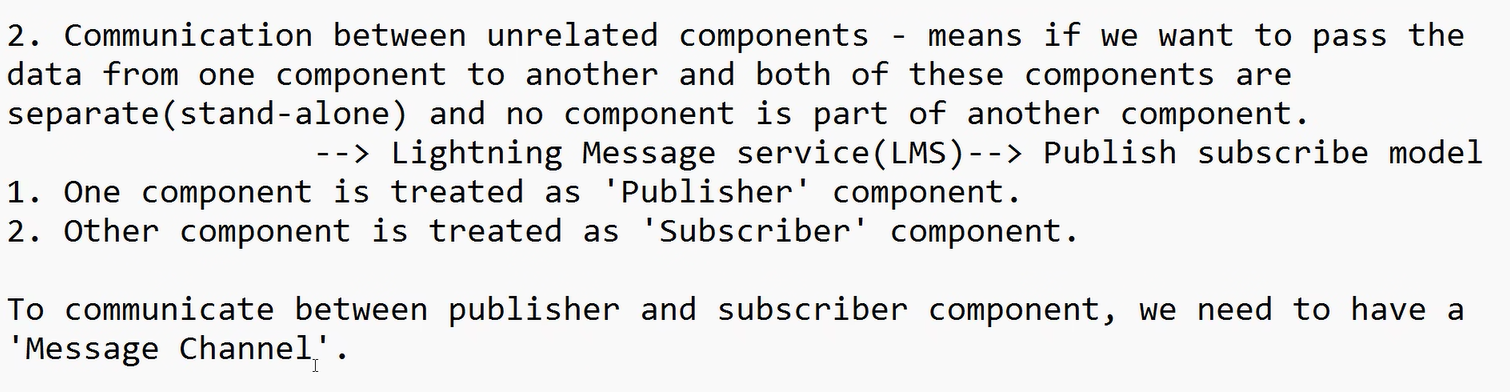 2. Communication between unrelated components - means if we want to pass the
data from one component to another and both of these components are
separate(stand-alone) and no component is part of another component.
--> Lightning Message service(LMS)--> Publish subscribe model
1. One component is treated as 'Publisher' component.
2. Other component is treated as 'Subscriber' component.
To communicate between publisher and subscriber component, we need to have a
'Message Channel'.